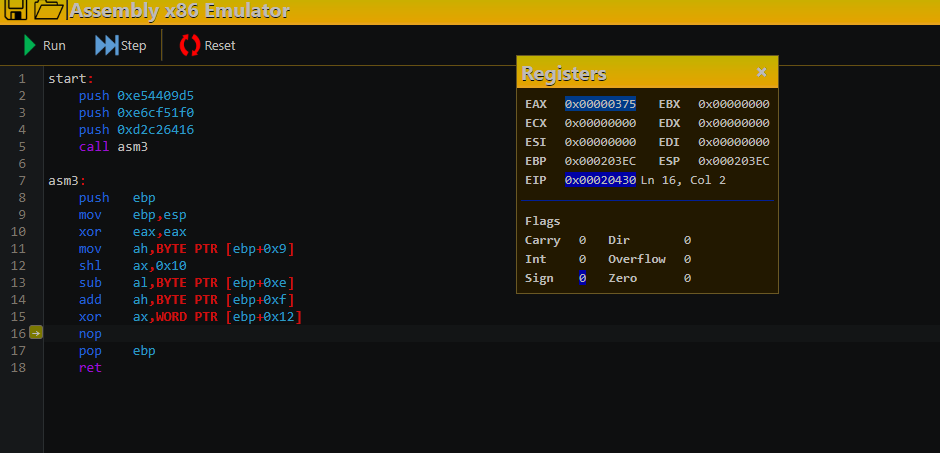 Assembly x86 Emulator
Run Step Reset
1 start:
2 push 0xe54409d5
3 push 0xe6cf51f0
4 push 0xd2c26416
5 call asm3
6
7 asm3:
8 push ebp
9 mov ebp,esp
10 xor eax,eax
11 mov ah,BYTE PTR [ebp+0x9]
12 shl ax,0x10
13 sub al,BYTE PTR [ebp+0xe]
14 add ah,BYTE PTR [ebp+0xf]
15 xor ax,WORD PTR [ebp+0x12]
16 nop
17 pop ebp
18 ret
Registers ×
EAX 0x00000375 EBX 0x00000000
ECX 0x00000000 EDX 0x00000000
ESI 0x00000000 EDI 0x00000000
EBP 0x000203EC ESP 0x000203EC
EIP 0x00020430 Ln 16, Col 2
Flags
Carry 0 Dir 0
Int 0 Overflow 0
Sign 0 Zero 0